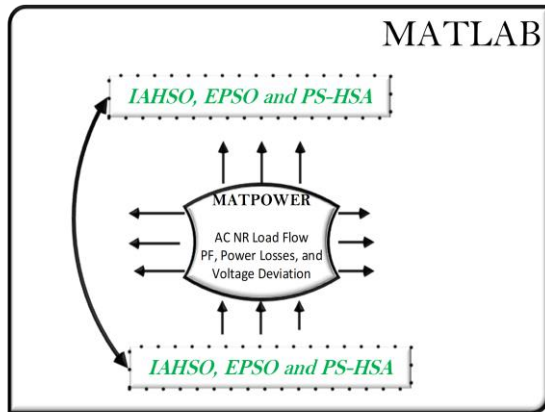 MATLAB
IAHSO, EPSO and PS-HSA
MATPOWER
AC NR Load Flow
PF, Power Losses, and
Voltage Deviation
IAHSO, EPSO and PS-HSA